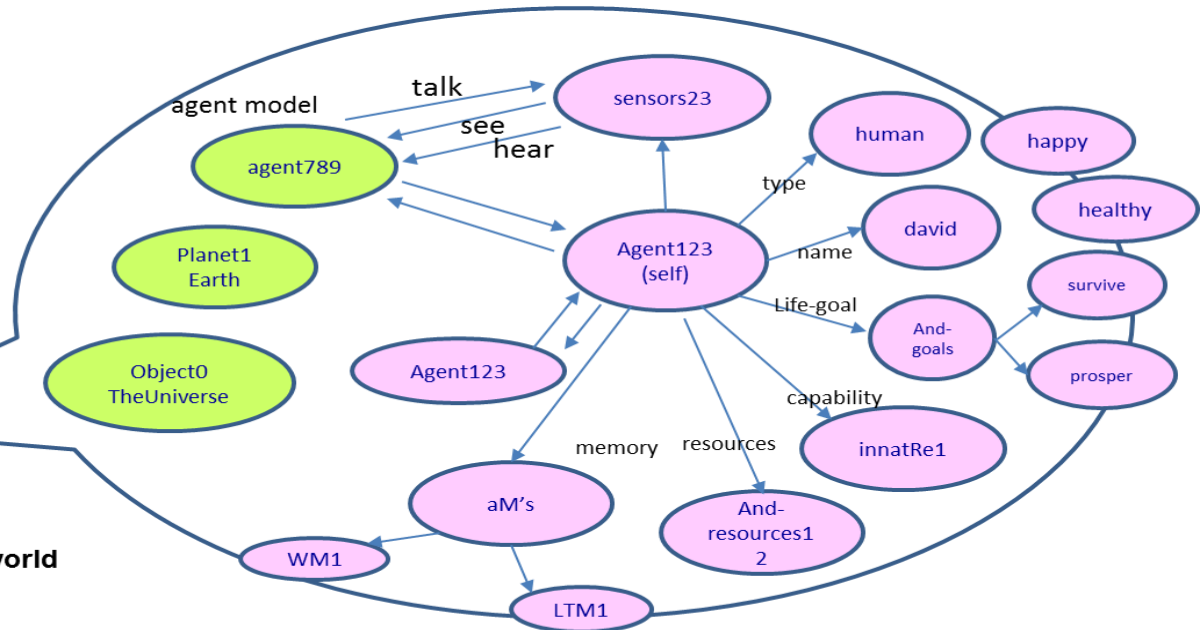 talk
agent model
sensors23
see
hear
human
happy
agent789
type
healthy
david
Agent123
(self)
name
Planet1
Earth
survive
Life-goal
And-
goals
Object0
TheUniverse
Agent123
prosper
capability
memory
resources
innatRe1
aM’s
And-
resources1
2
WM1
LTM1